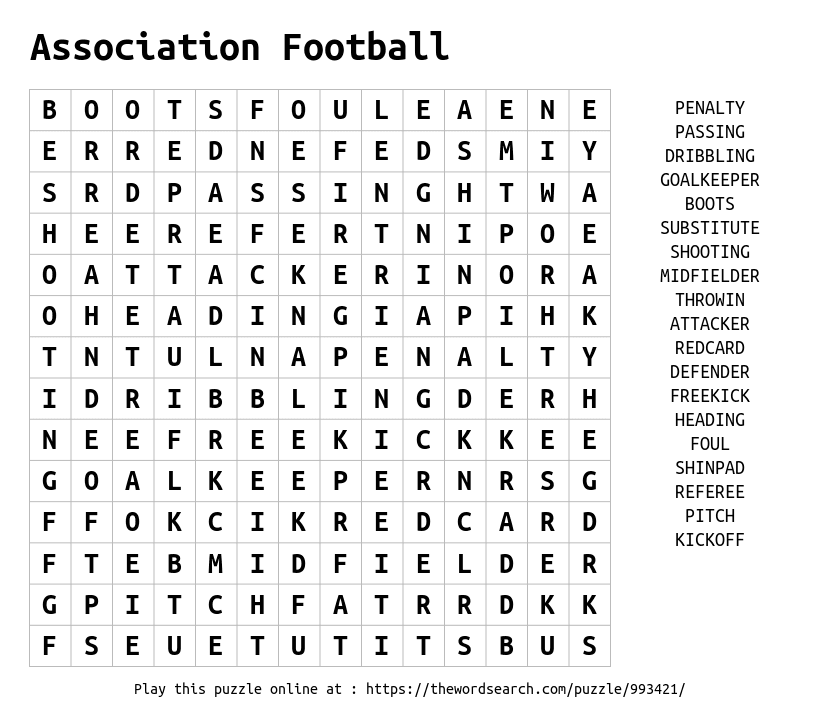 Association Football
B O O T S F O U L E A E N E
E R R E D N E F E D S M I Y
S R D P A S S I N G H T W A
H E E R E F E R T N I P O E
O A T T A C K E R I N O R A
O H E A D I N G I A P I H K
T N T U L N A P E N A L T Y
I D R I B B L I N G D E R H
N E E F R E E K I C K K E E
G O A L K E E P E R N R S G
F F O K C I K R E D C A R D
F T E B M I D F I E L D E R
G P I T C H F A T R R D K K
F S E U E T U T I T S B U S
PENALTY
PASSING
DRIBBLING
GOALKEEPER
BOOTS
SUBSTITUTE
SHOOTING
MIDFIELDER
THROWIN
ATTACKER
REDCARD
DEFENDER
FREEKICK
HEADING
FOUL
SHINPAD
REFEREE
PITCH
KICKOFF
Play this puzzle online at : https://thewordsearch.com/puzzle/993421/